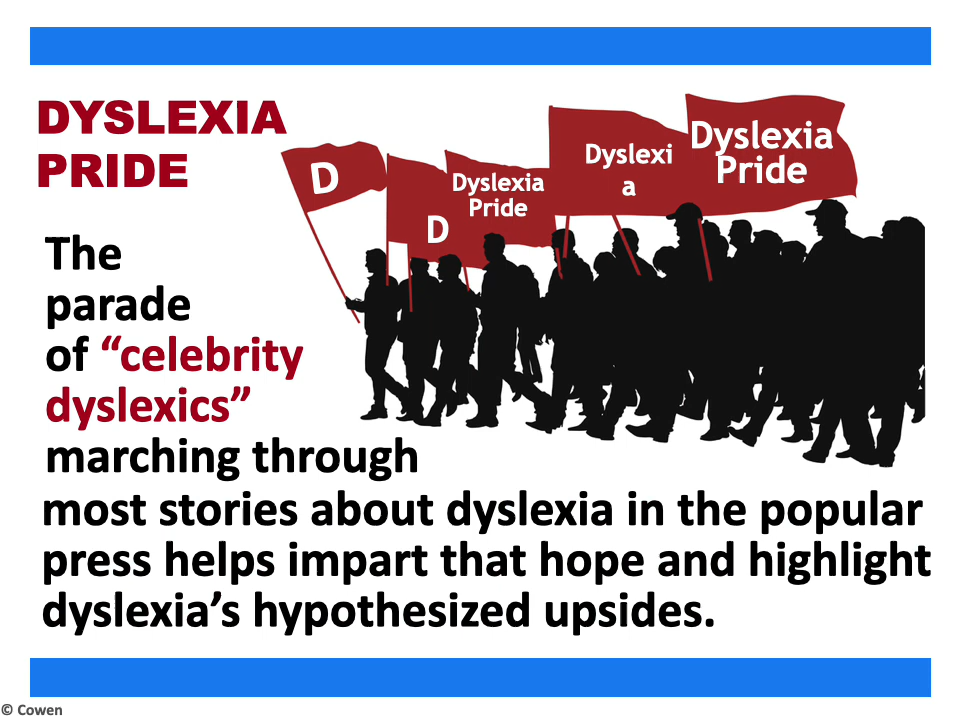 DYSLEXIA
PRIDE
D
D
Dyslexia
Pride
Dyslexi
a
Dyslexia
Pride
The
parade
of “celebrity
dyslexics”
marching through
most stories about dyslexia in the popular
press helps impart that hope and highlight
dyslexia’s hypothesized upsides.
© Cowen